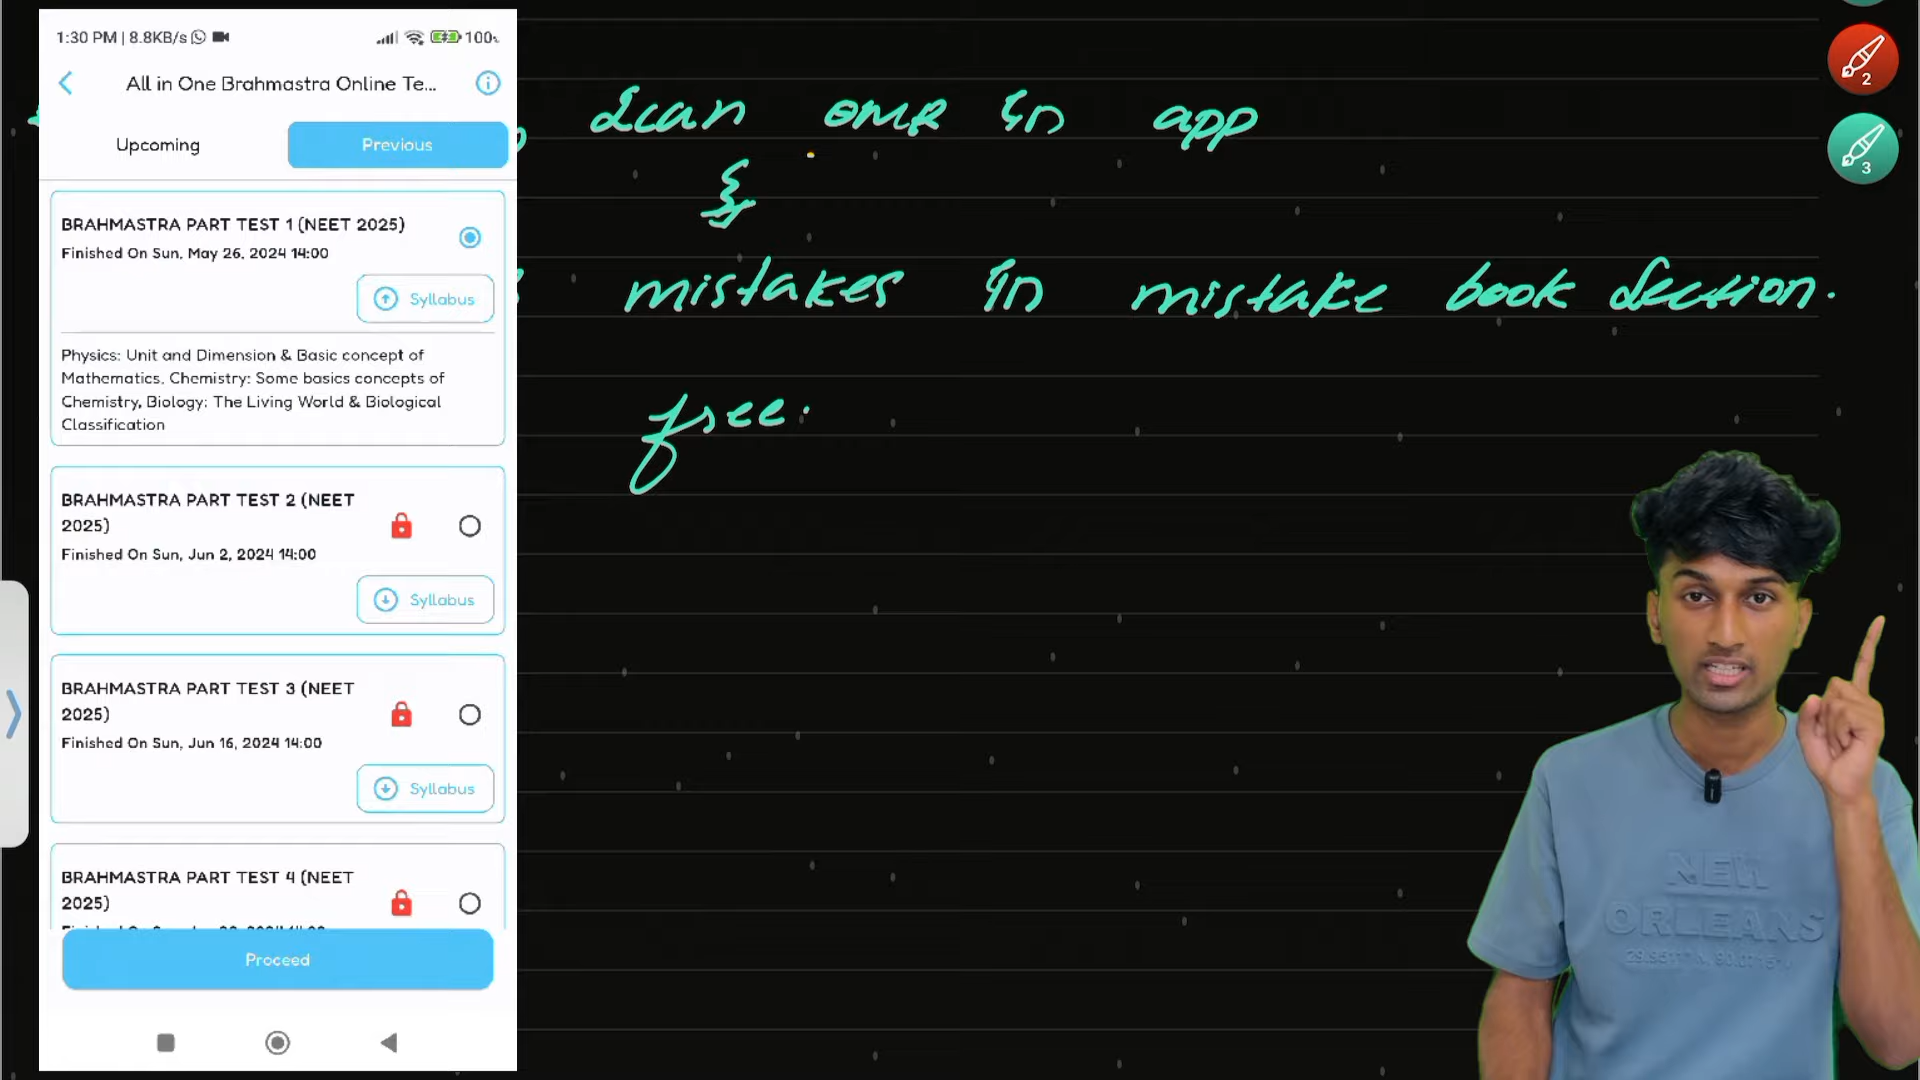 1:30 PM | 8.8KB/s
100
All in One Brahmastra Online Te...
Upcoming
Previous
BRAHMASTRA PART TEST 1 (NEET 2025)
Finished On Sun, May 26, 2024 14:00
Syllabus
Physics: Unit and Dimension & Basic concept of
Mathematics, Chemistry: Some basics concepts of
Chemistry, Biology: The Living World & Biological
Classification
BRAHMASTRA PART TEST 2 (NEET
2025)
Finished On Sun, Jun 2, 2024 14:00
Syllabus
BRAHMASTRA PART TEST 3 (NEET
2025)
Finished On Sun, Jun 16, 2024 14:00
Syllabus
BRAHMASTRA PART TEST 4 (NEET
2025)
Proceed
Scan OMR in app
&
mistakes in mistake book section.
free.
2
3
NEW
ORLEANS